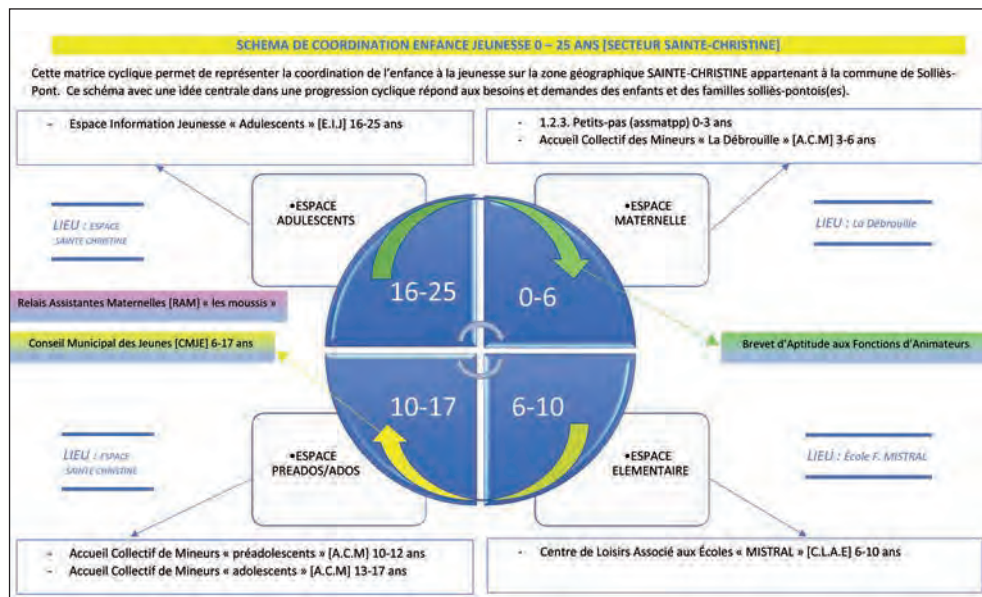 SCHEMA DE COORDINATION ENFANCE JEUNESSE 0 – 25 ANS [SECTEUR SAINTE-CHRISTINE]
Cette matrice cyclique permet de représenter la coordination de l'enfance à la jeunesse sur la zone géographique SAINTE-CHRISTINE appartenant à la commune de Solliès-
Pont. Ce schéma avec une idée centrale dans une progression cyclique répond aux besoins et demandes des enfants et des familles solliès-pontois(es).
- Espace Information Jeunesse « Adulescents » [E.I.J] 16-25 ans
- 1.2.3. Petits-pas (assmatpp) 0-3 ans
- Accueil Collectif des Mineurs « La Débrouille » [A.C.M] 3-6 ans
LIEU : ESPACE
SAINTE CHRISTINE
•ESPACE
ADULESCENTS
•ESPACE
MATERNELLE
LIEU : La Débrouille
16-25
0-6
Relais Assistantes Maternelles [RAM] « les moussis »
Conseil Municipal des Jeunes [CMJE] 6-17 ans
Brevet d'Aptitude aux Fonctions d'Animateurs
10-17
6-10
LIEU : ESPACE
SAINTE CHRISTINE
•ESPACE
PREADOS/ADOS
•ESPACE
ELEMENTAIRE
LIEU : École F. MISTRAL
- Accueil Collectif de Mineurs « préadolescents » [A.C.M] 10-12 ans
- Accueil Collectif de Mineurs « adolescents » [A.C.M] 13-17 ans
- Centre de Loisirs Associé aux Écoles « MISTRAL » [C.L.A.E] 6-10 ans